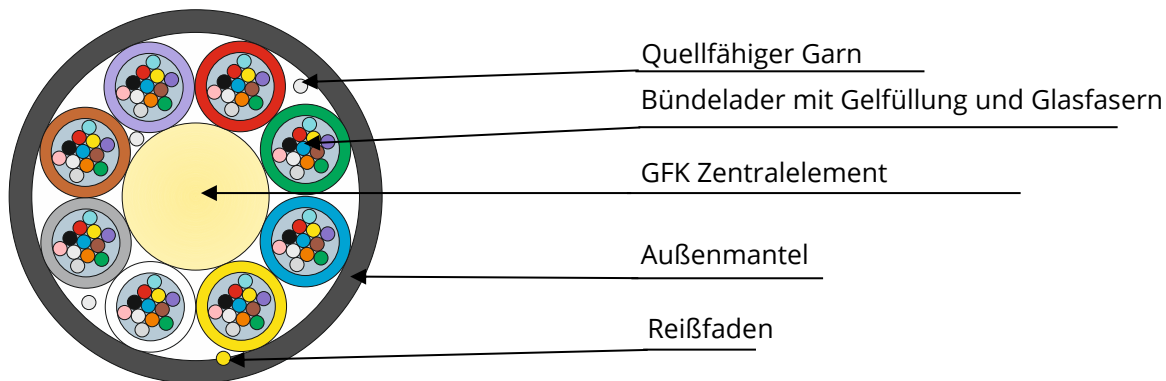 Quellfähiger Garn
Bündelader mit Gelfüllung und Glasfasern
GFK Zentralelement
Außenmantel
Reißfaden